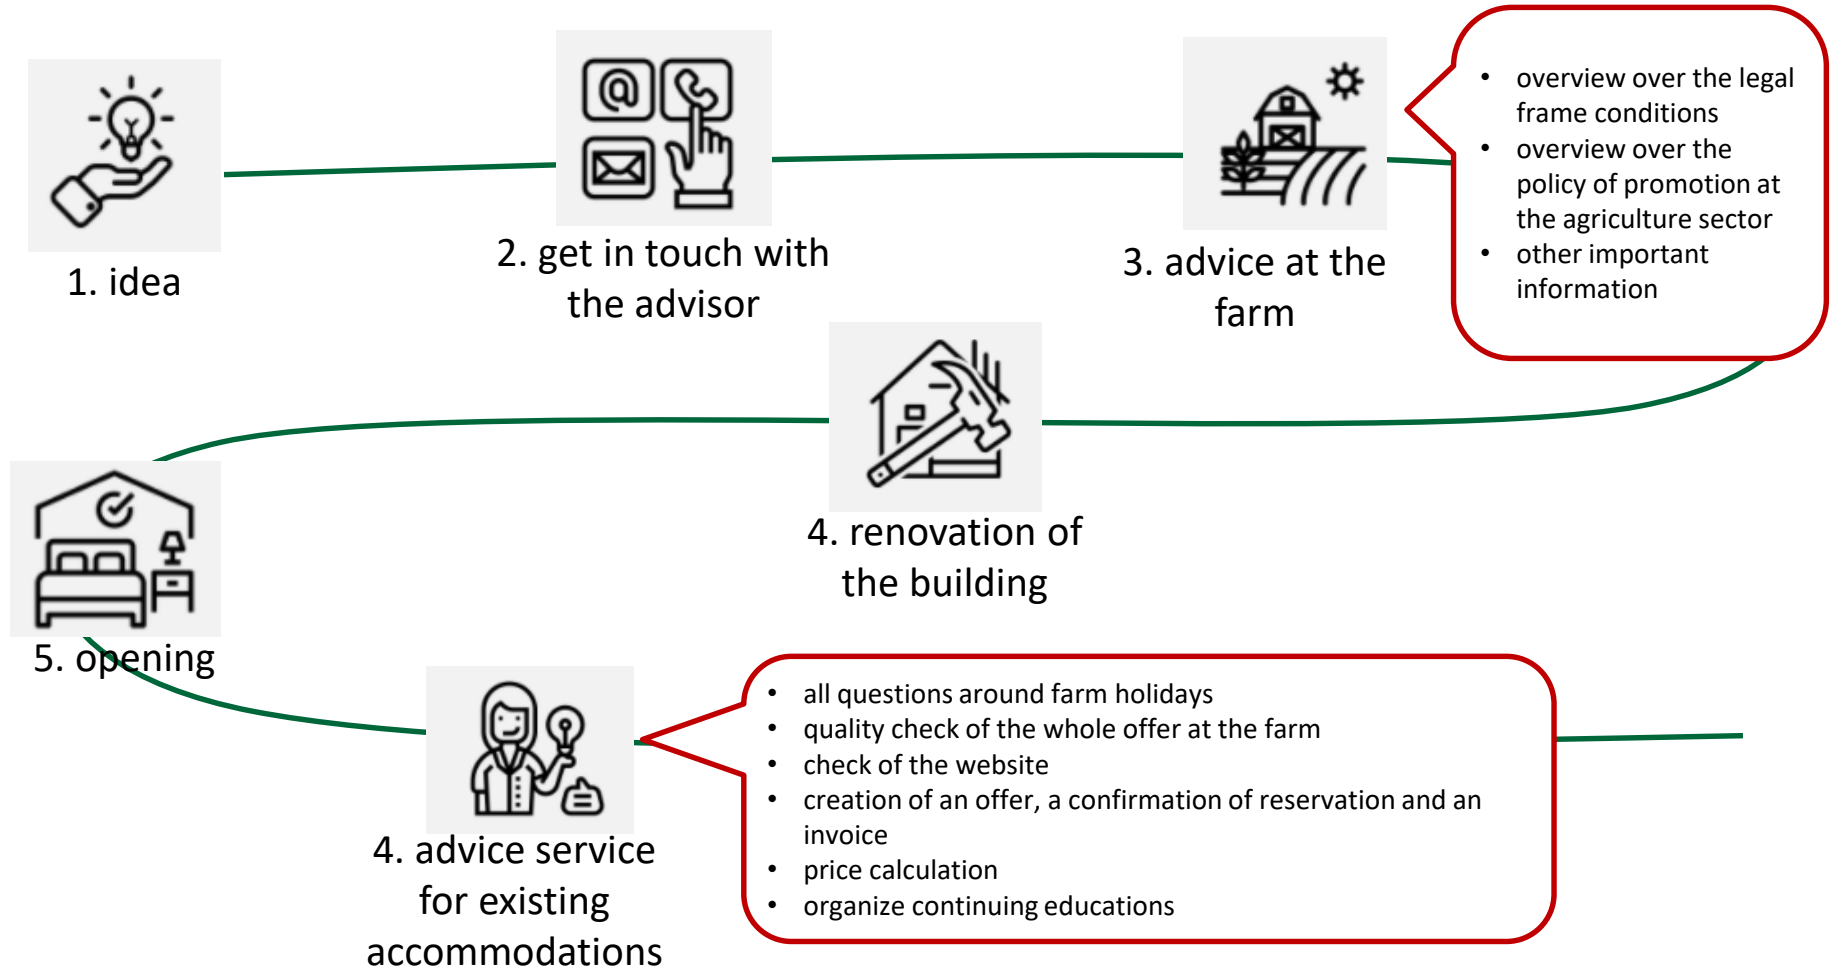 1. idea
2. get in touch with
the advisor
3. advice at the
farm
• overview over the legal
frame conditions
• overview over the
policy of promotion at
the agriculture sector
• other important
information
4. renovation of
the building
5. opening
4. advice service
for existing
accommodations
• all questions around farm holidays
• quality check of the whole offer at the farm
• check of the website
• creation of an offer, a confirmation of reservation and an
invoice
• price calculation
• organize continuing educations